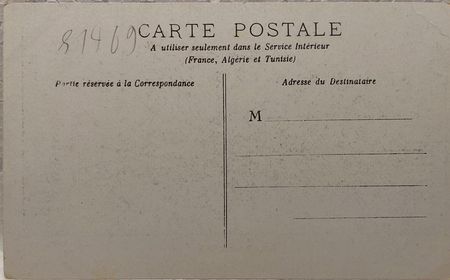 81469
CARTE POSTALE
A utiliser seulement dans le Service Intérieur
(France, Algérie et Tunisie)
Partie réservée à la Correspondance
Adresse du Destinataire
M